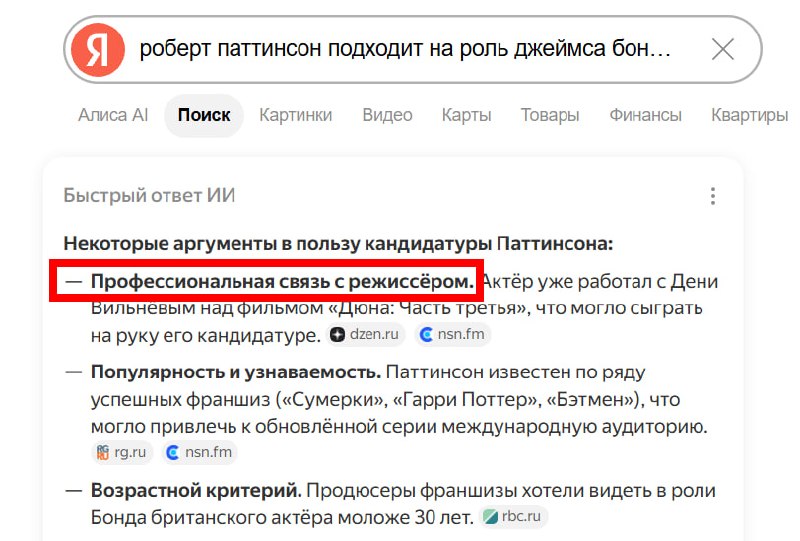 Я роберт паттинсон подходит на роль джеймса бон...
Алиса AI Поиск Картинки Видео Карты Товары Финансы Квартиры
Быстрый ответ ИИ
Некоторые аргументы в пользу кандидатуры Паттинсона:
— Профессиональная связь с режиссёром. Актёр уже работал с Дени
Вильнёвым над фильмом «Дюна: Часть третья», что могло сыграть
на руку его кандидатуре. dzen.ru nsn.fm
— Популярность и узнаваемость. Паттинсон известен по ряду
успешных франшиз («Сумерки», «Гарри Поттер», «Бэтмен»), что
могло привлечь к обновлённой серии международную аудиторию.
rg.ru nsn.fm
— Возрастной критерий. Продюсеры франшизы хотели видеть в роли
Бонда британского актёра моложе 30 лет. rbc.ru